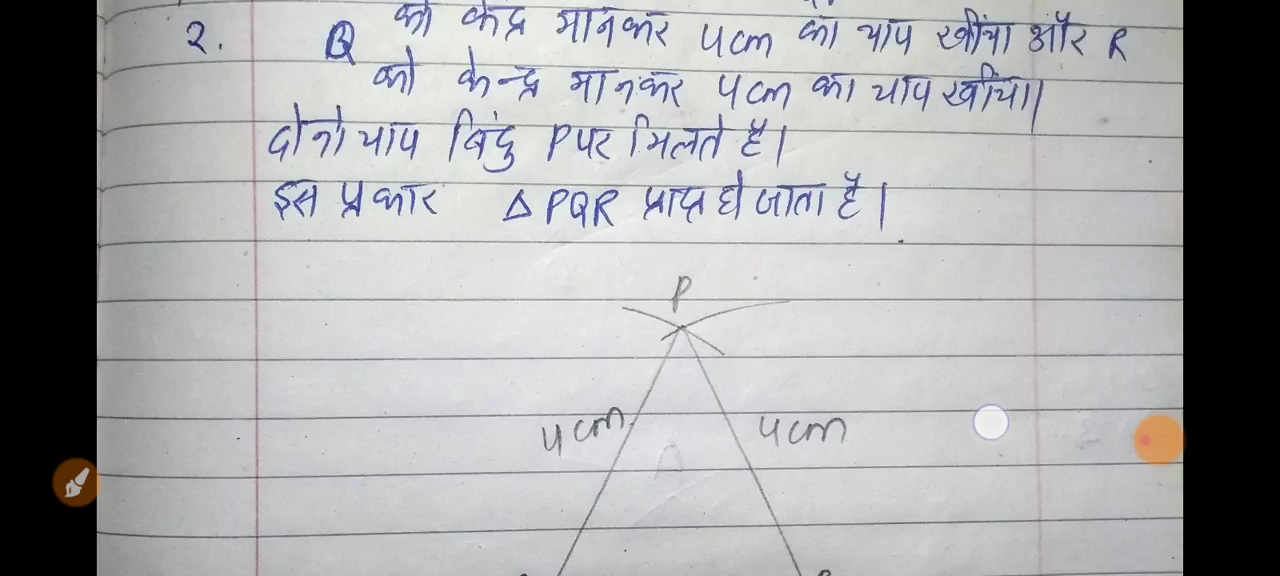 2. Q को केंद्र मानकर 4cm का चाप खींचा और R
को केन्द्र मानकर 4cm का चाप खींचा।
दोनो चाप बिंदु P पर मिलते है।
इस प्रकार Δ PQR प्राप्त हो जाता है।
P
4cm
4cm